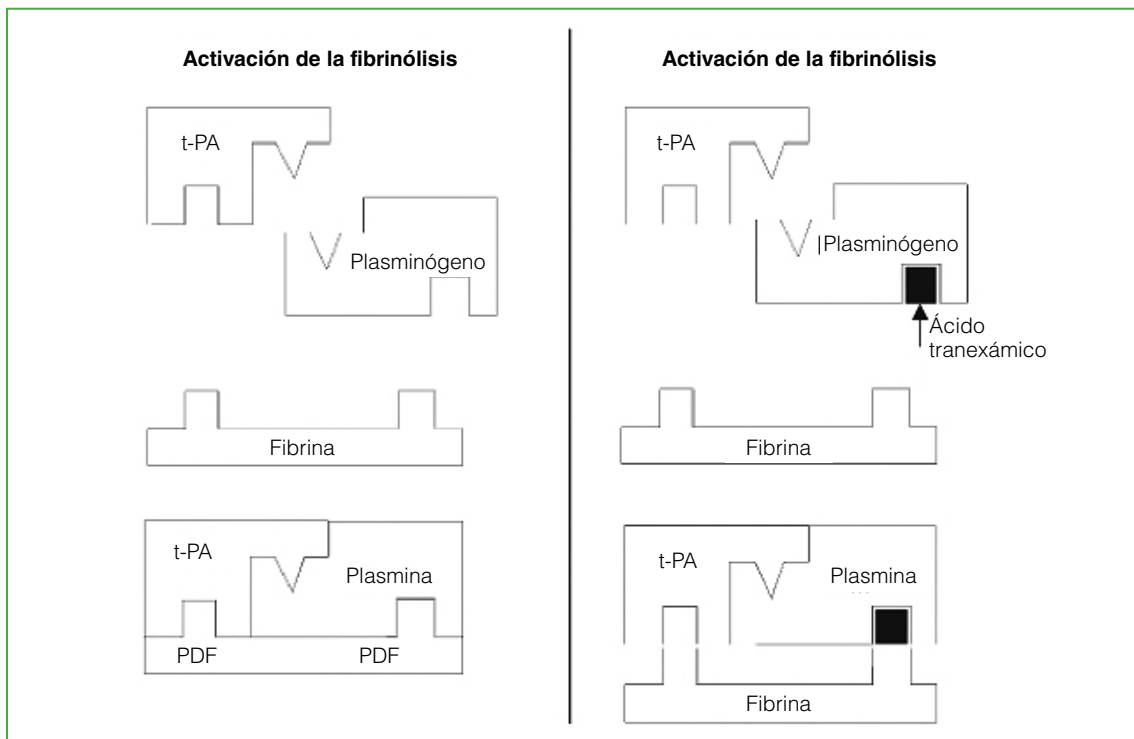 Activación de la fibrinólisis
t-PA
Plasminógeno
Fibrina
t-PA
Plasmina
PDF PDF
Activación de la fibrinólisis
t-PA
|Plasminógeno
Ácido
tranexámico
Fibrina
t-PA
Plasmina
Fibrina